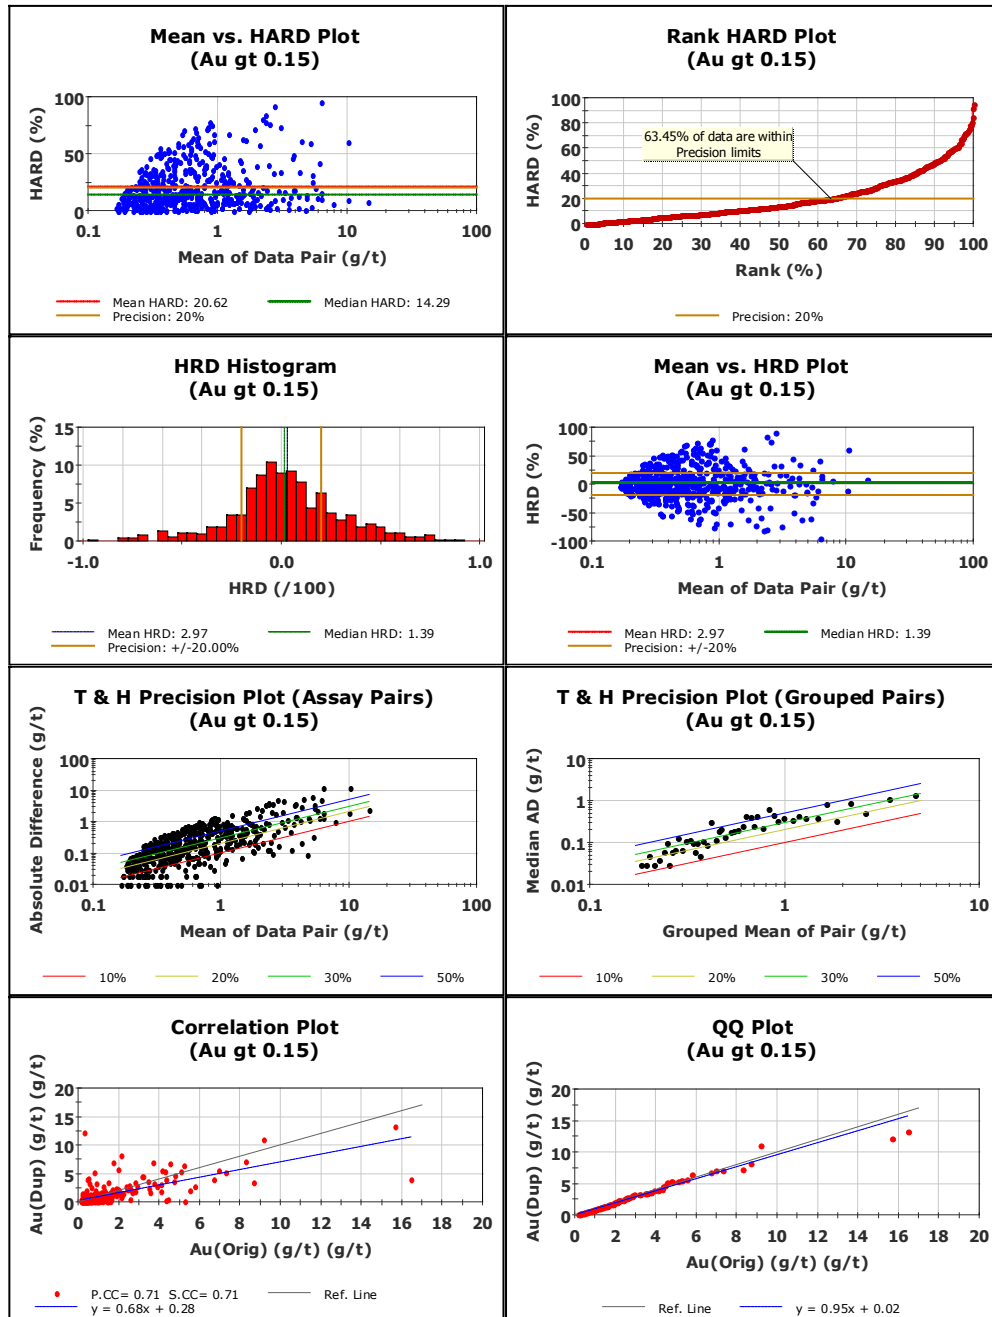 Mean vs. HARD Plot
(Au gt 0.15)
HARD (%)
100
50
0
0.1 1 10 100
Mean of Data Pair (g/t)
Mean HARD: 20.62 Median HARD: 14.29
Precision: 20%
Rank HARD Plot
(Au gt 0.15)
HARD (%)
100
80
60
40
20
0
63.45% of data are within
Precision limits
0 10 20 30 40 50 60 70 80 90 100
Rank (%)
Precision: 20%
HRD Histogram
(Au gt 0.15)
Frequency (%)
15
10
5
0
-1.0 0.0 1.0
HRD (/100)
Mean HRD: 2.97 Median HRD: 1.39
Precision: +/-20.00%
Mean vs. HRD Plot
(Au gt 0.15)
HRD (%)
100
50
0
-50
-100
0.1 1 10 100
Mean of Data Pair (g/t)
Mean HRD: 2.97 Median HRD: 1.39
Precision: +/-20%
T & H Precision Plot (Assay Pairs)
(Au gt 0.15)
Absolute Difference (g/t)
100
10
1
0.1
0.01
0.1 1 10 100
Mean of Data Pair (g/t)
10% 20% 30% 50%
T & H Precision Plot (Grouped Pairs)
(Au gt 0.15)
Median AD (g/t)
10
1
0.1
0.01
0.1 1 10
Grouped Mean of Pair (g/t)
10% 20% 30% 50%
Correlation Plot
(Au gt 0.15)
Au(Dup) (g/t) (g/t)
20
15
10
5
0
0 2 4 6 8 10 12 14 16 18 20
Au(Orig) (g/t) (g/t)
P.CC= 0.71 S.CC= 0.71 Ref. Line
y = 0.68x + 0.28
QQ Plot
(Au gt 0.15)
Au(Dup) (g/t) (g/t)
20
15
10
5
0
0 2 4 6 8 10 12 14 16 18 20
Au(Orig) (g/t) (g/t)
Ref. Line y = 0.95x + 0.02